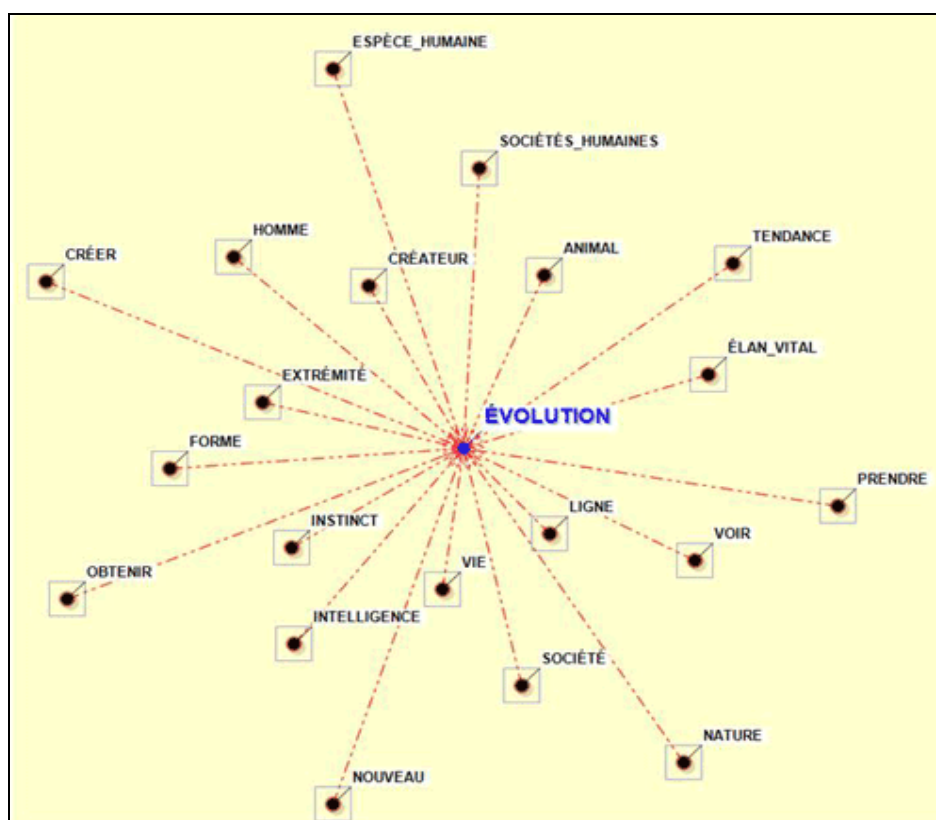 ESPÈCE_HUMAINE
SOCIÉTÉS_HUMAINES
HOMME
TENDANCE
CRÉER
CRÉATEUR
ANIMAL
ÉLAN_VITAL
EXTRÉMITÉ
ÉVOLUTION
FORME
PRENDRE
INSTINCT
LIGNE
VOIR
OBTENIR
VIE
INTELLIGENCE
SOCIÉTÉ
NATURE
NOUVEAU